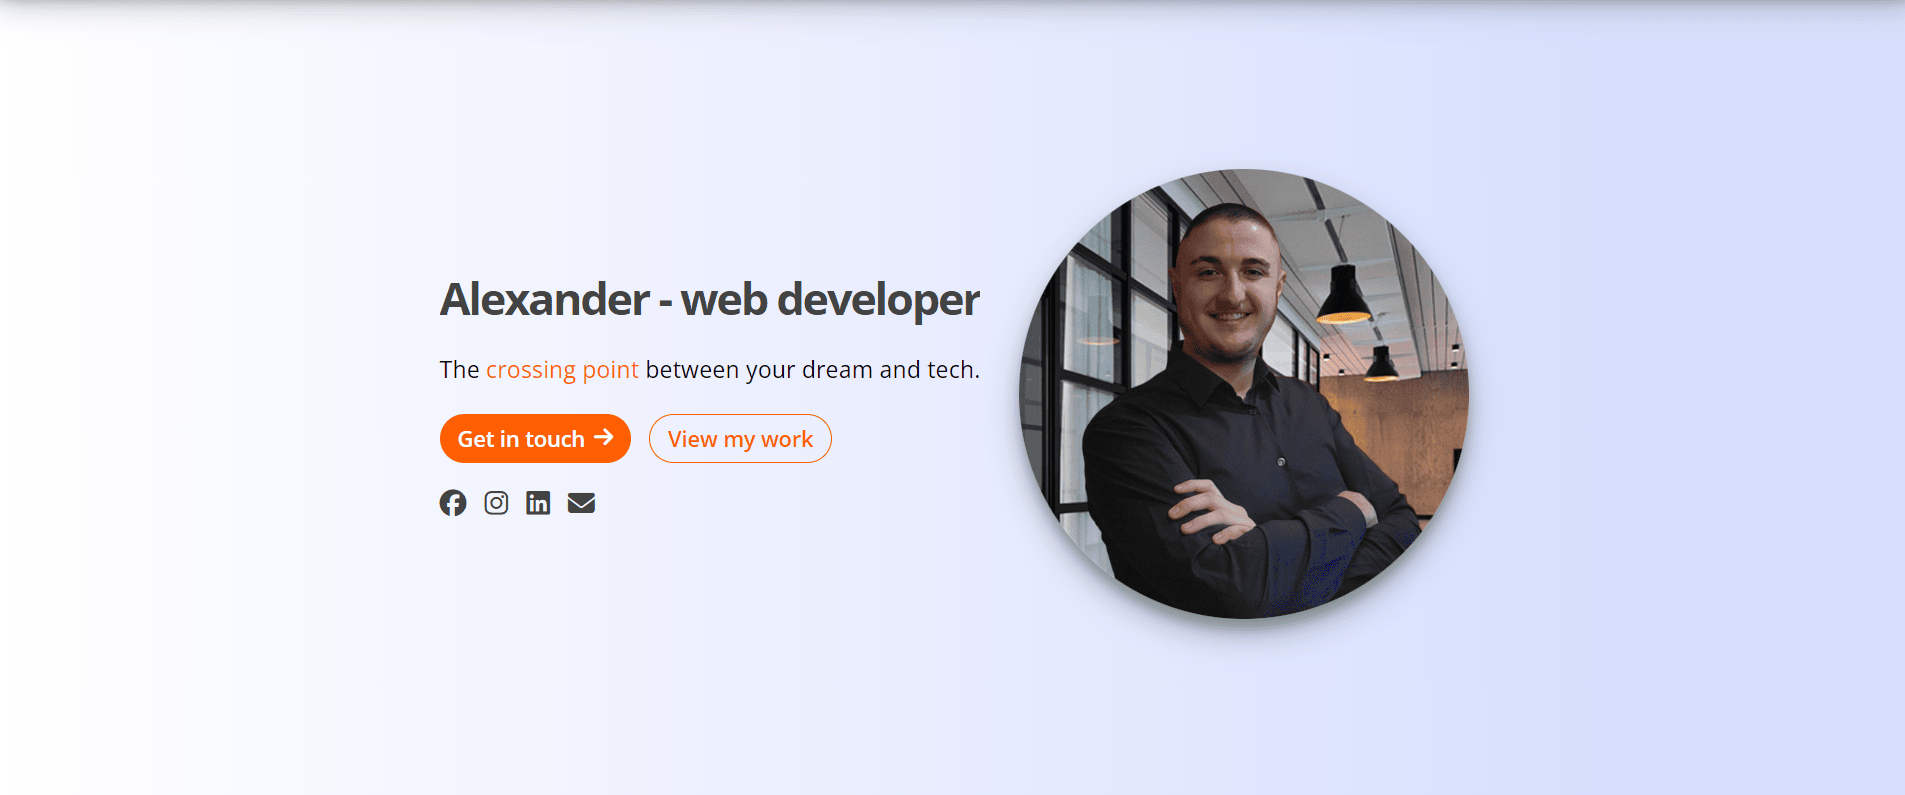 Alexander - web developer
The crossing point between your dream and tech.
Get in touch
View my work